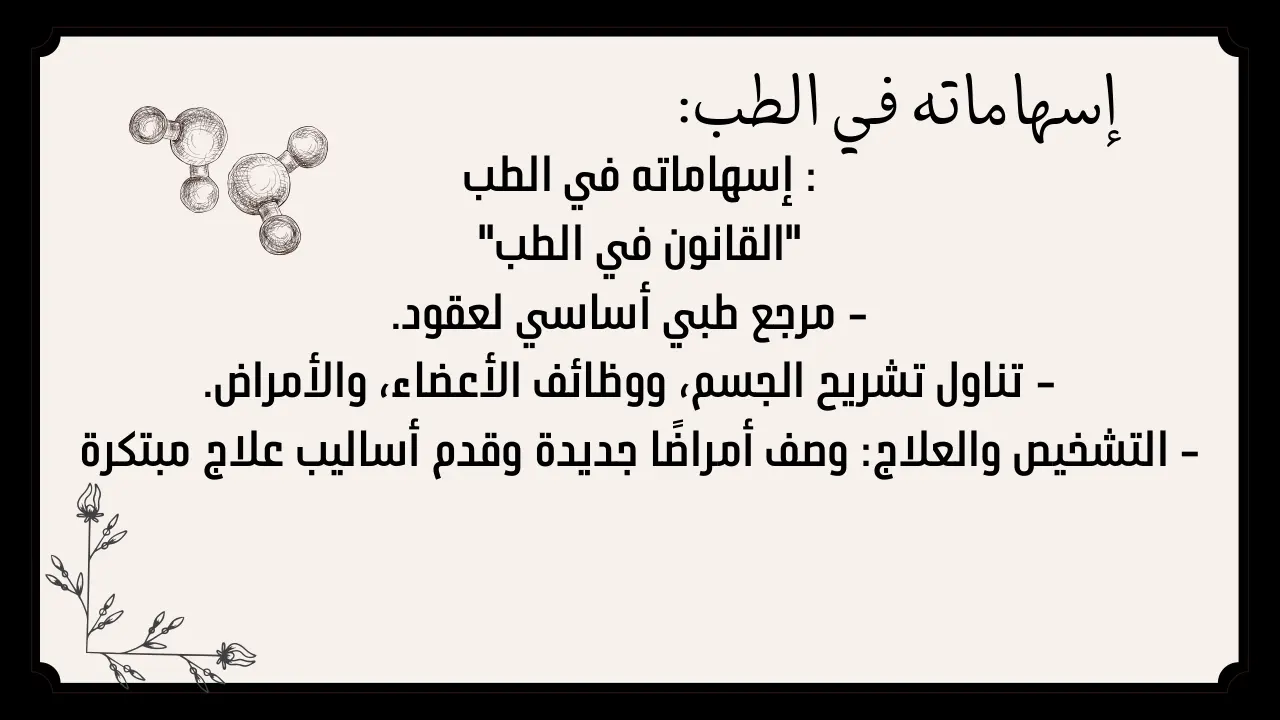 إسهاماته في الطب:
: إسهاماته في الطب
"القانون في الطب"
– مرجع طبي أساسي لعقود.
– تناول تشريح الجسم، ووظائف الأعضاء، والأمراض.
– التشخيص والعلاج: وصف أمراضًا جديدة وقدم أساليب علاج مبتكرة